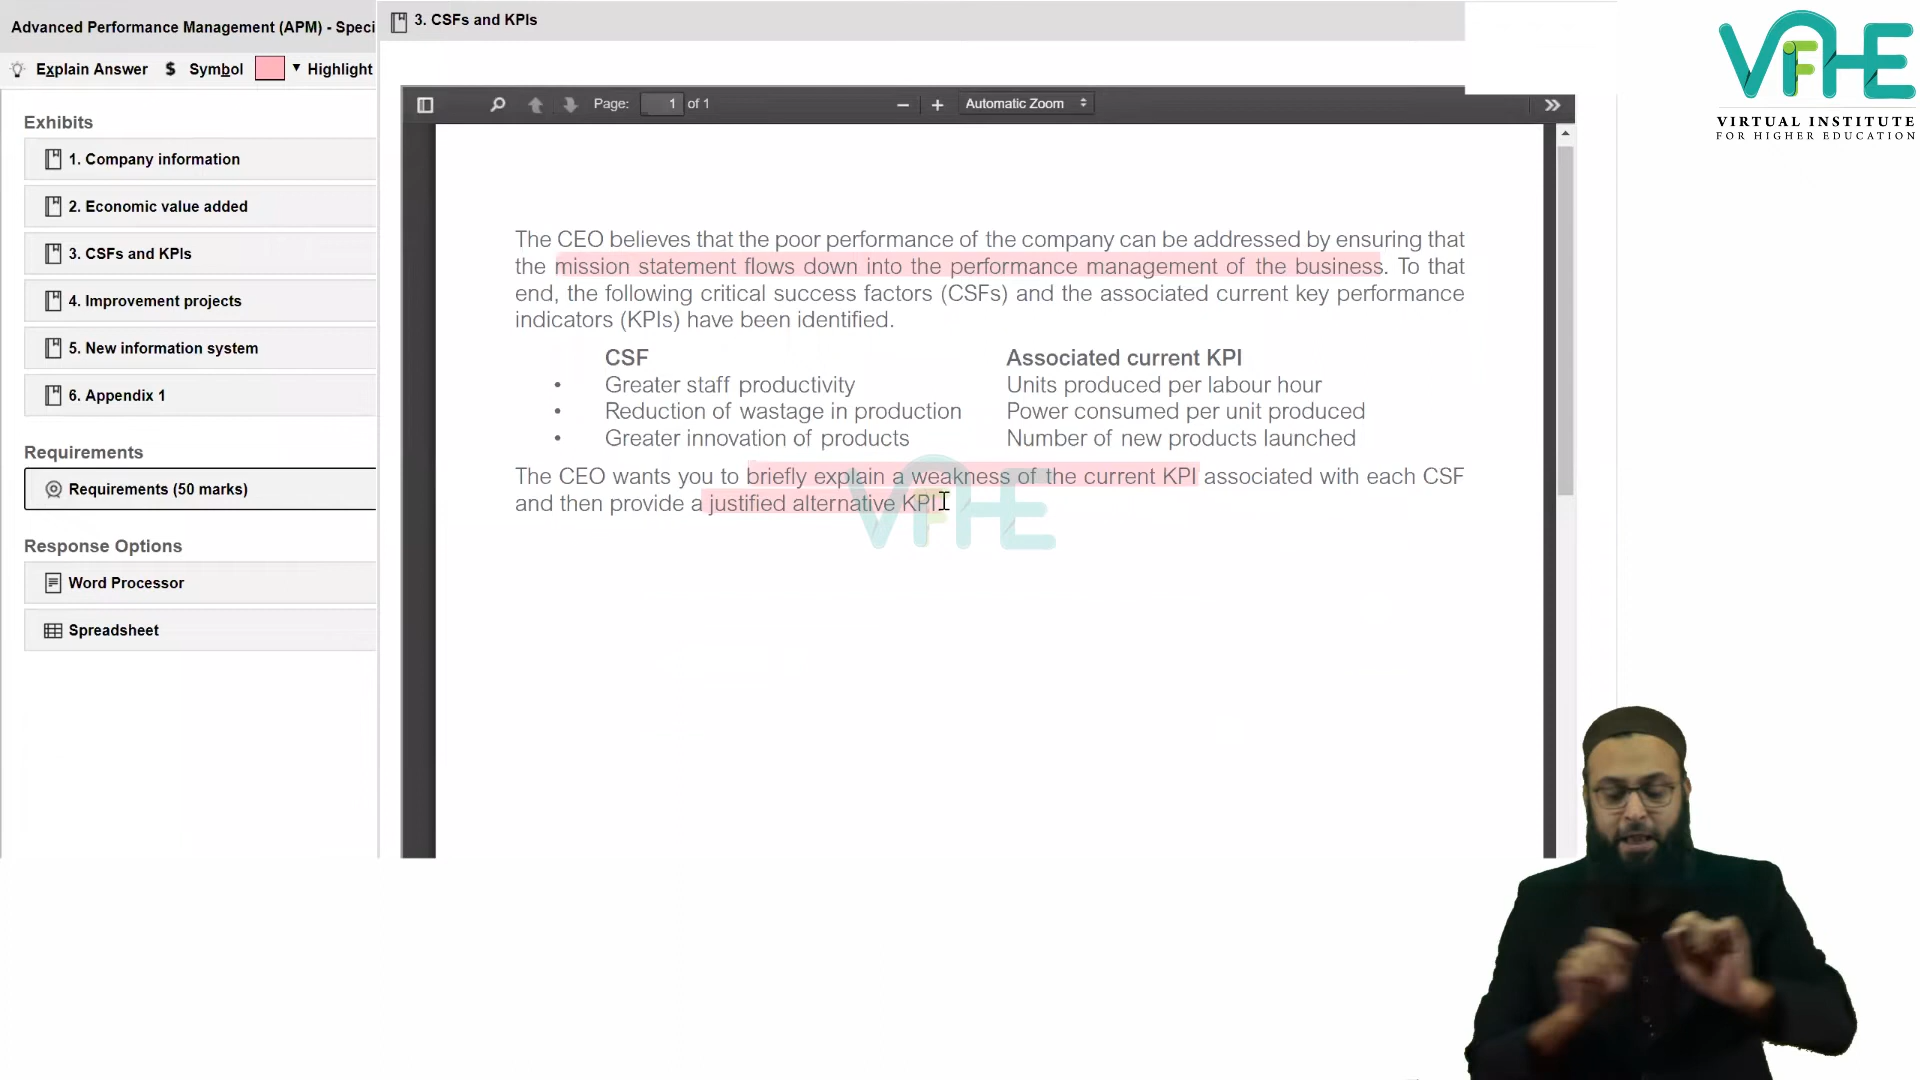 Advanced Performance Management (APM) - Speci
3. CSFs and KPIs
$ Explain Answer Symbol Highlight
Exhibits
1. Company information
2. Economic value added
3. CSFs and KPIs
4. Improvement projects
5. New information system
6. Appendix 1
Requirements
Requirements (50 marks)
Response Options
Word Processor
Spreadsheet
Page: 1 of 1
Automatic Zoom
The CEO believes that the poor performance of the company can be addressed by ensuring that
the mission statement flows down into the performance management of the business. To that
end, the following critical success factors (CSFs) and the associated current key performance
indicators (KPIs) have been identified.
CSF Associated current KPI
• Greater staff productivity Units produced per labour hour
• Reduction of wastage in production Power consumed per unit produced
• Greater innovation of products Number of new products launched
The CEO wants you to briefly explain a weakness of the current KPI associated with each CSF
and then provide a justified alternative KPI
VFHE
VFHE
VIRTUAL INSTITUTE
FOR HIGHER EDUCATION